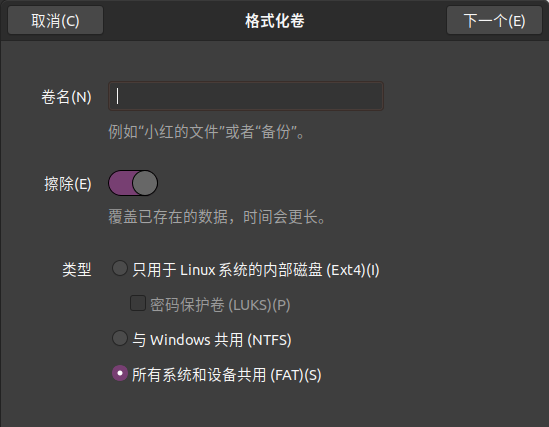 取消(C) 格式化卷 下一个(E)
卷名(N)
例如“小红的文件”或者“备份”。
擦除(E)
覆盖已存在的数据，时间会更长。
类型 只用于 Linux 系统的内部磁盘 (Ext4)(I)
密码保护卷 (LUKS)(P)
与 Windows 共用 (NTFS)
所有系统和设备共用 (FAT)(S)